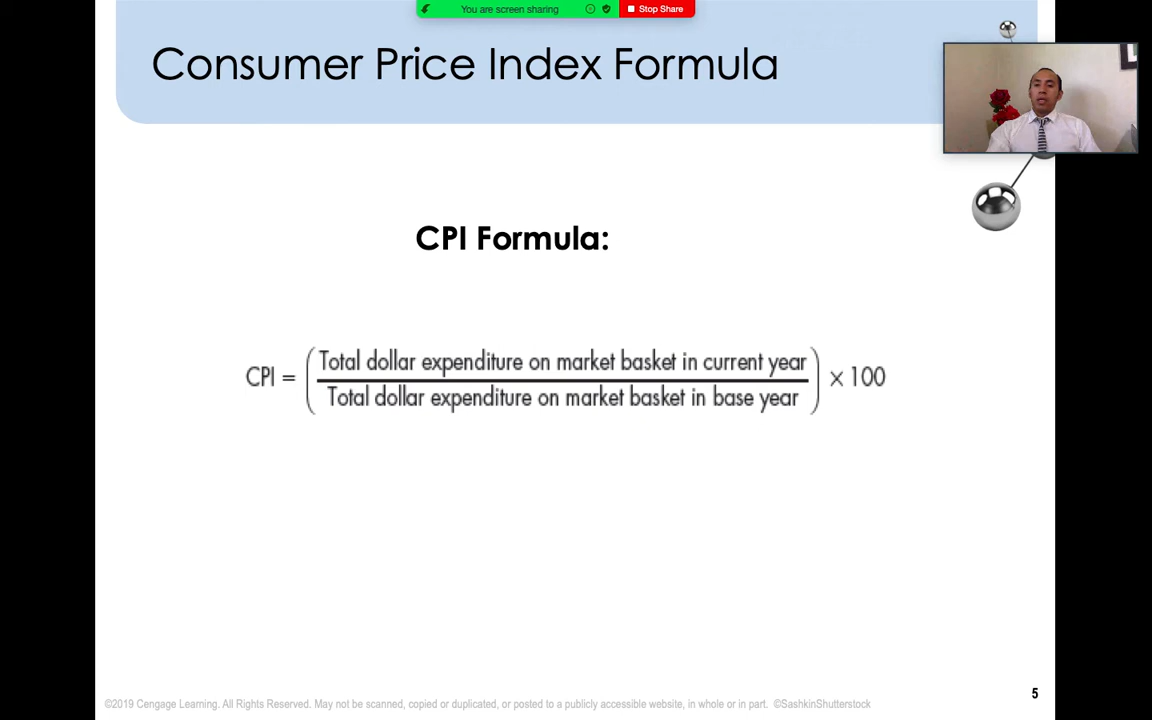 You are screen sharing
Stop Share
Consumer Price Index Formula
CPI Formula:
CPI = (Total dollar expenditure on market basket in current year
Total dollar expenditure on market basket in base year) × 100
5
©2019 Cengage Learning. All Rights Reserved. May not be scanned, copied or duplicated, or posted to a publicly accessible website, in whole or in part. ©SashkinShutterstock